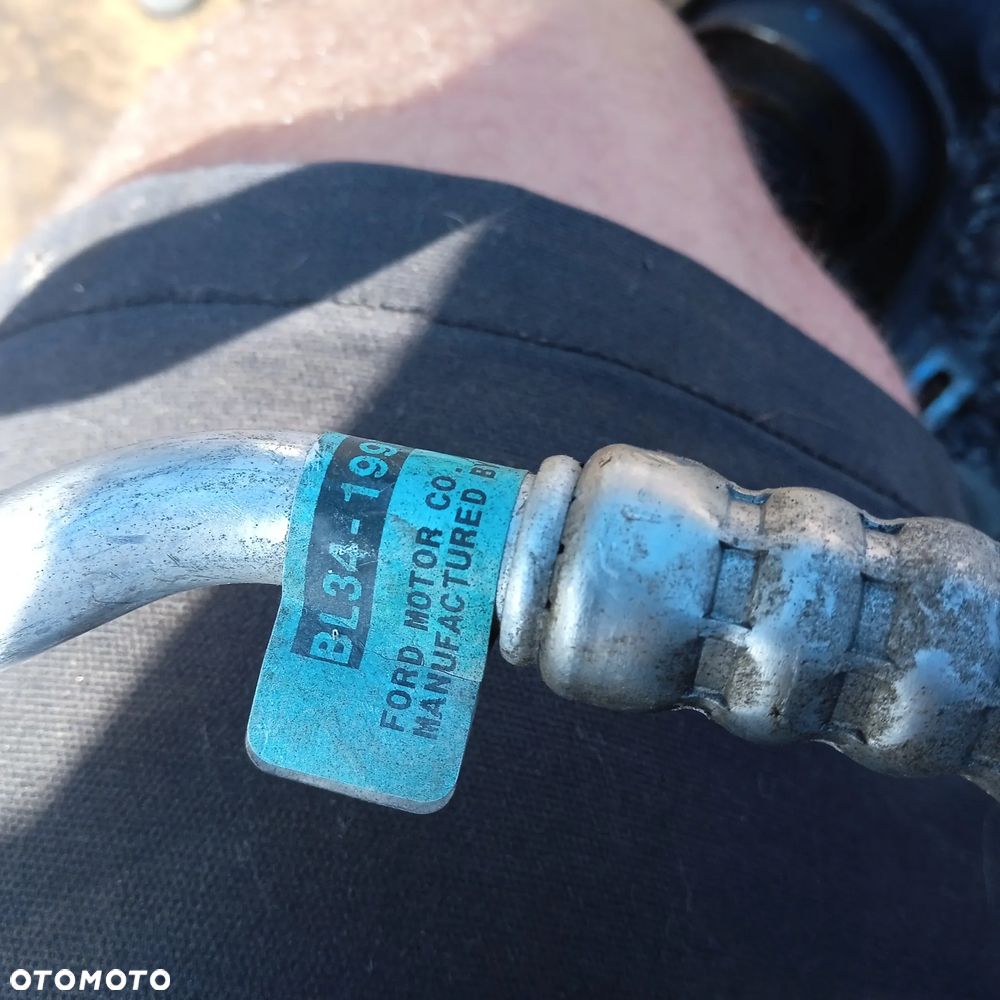 BL34-199
FORD MOTOR CO.
MANUFACTURED B
OTOMOTO